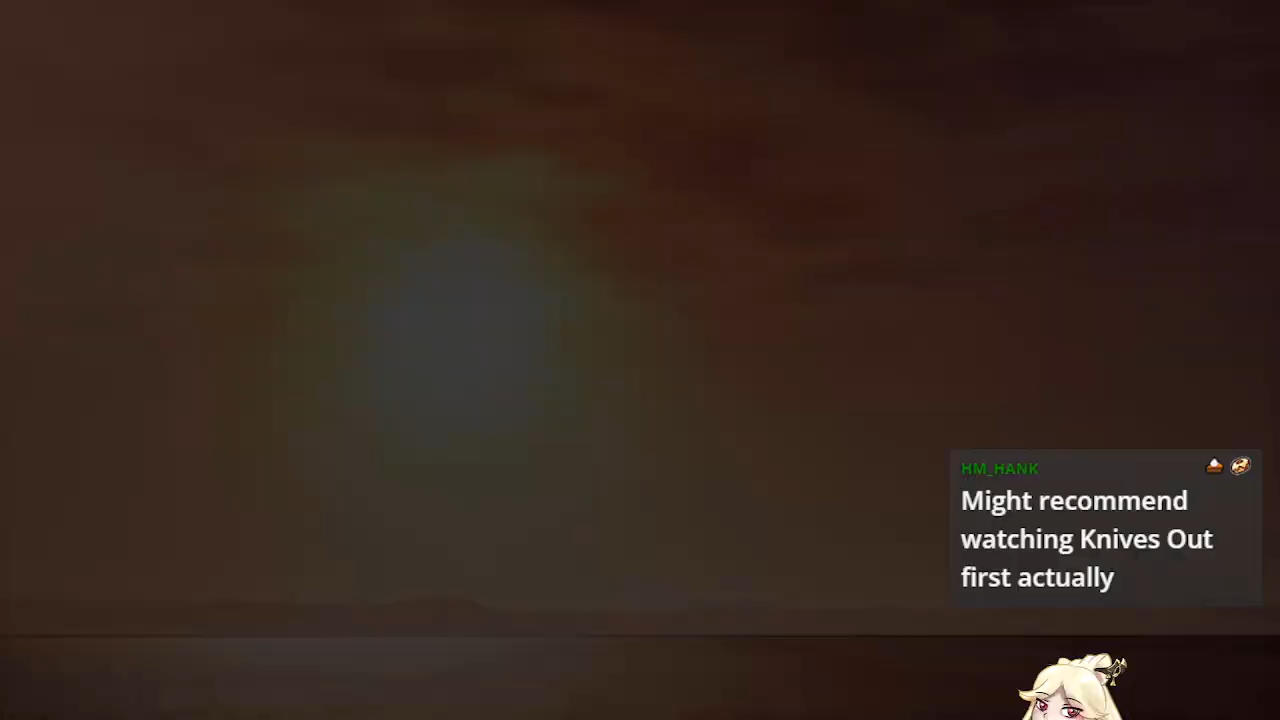 HM_HANK
Might recommend
watching Knives Out
first actually